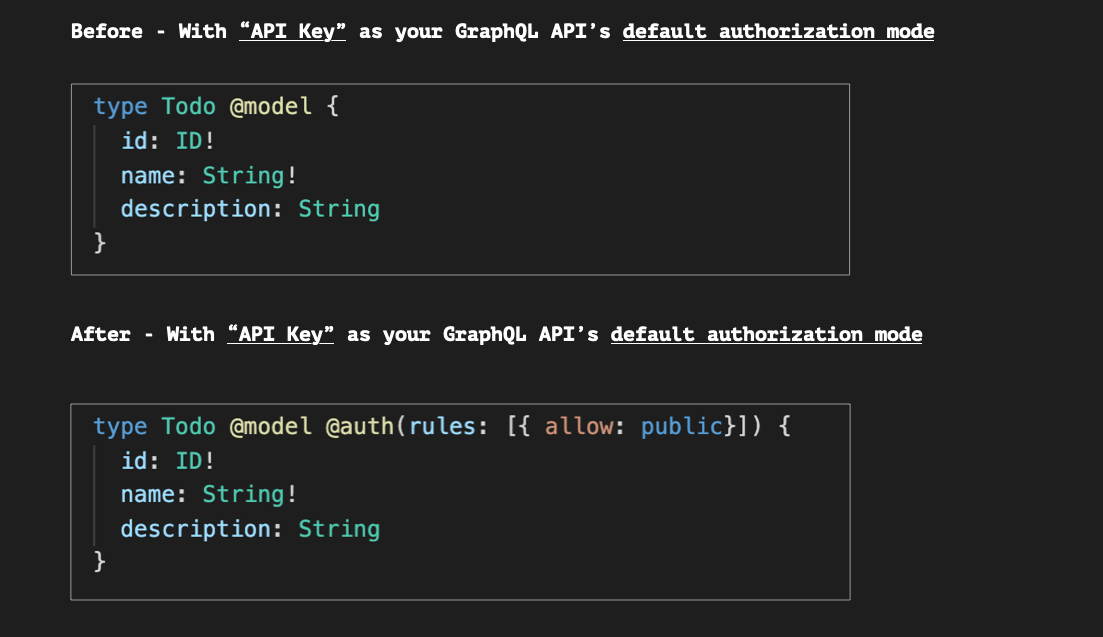 Before - With “API Key” as your GraphQL API’s default authorization mode
type Todo @model {
  id: ID!
  name: String!
  description: String
}
After - With “API Key” as your GraphQL API’s default authorization mode
type Todo @model @auth(rules: [{ allow: public}]) {
  id: ID!
  name: String!
  description: String
}